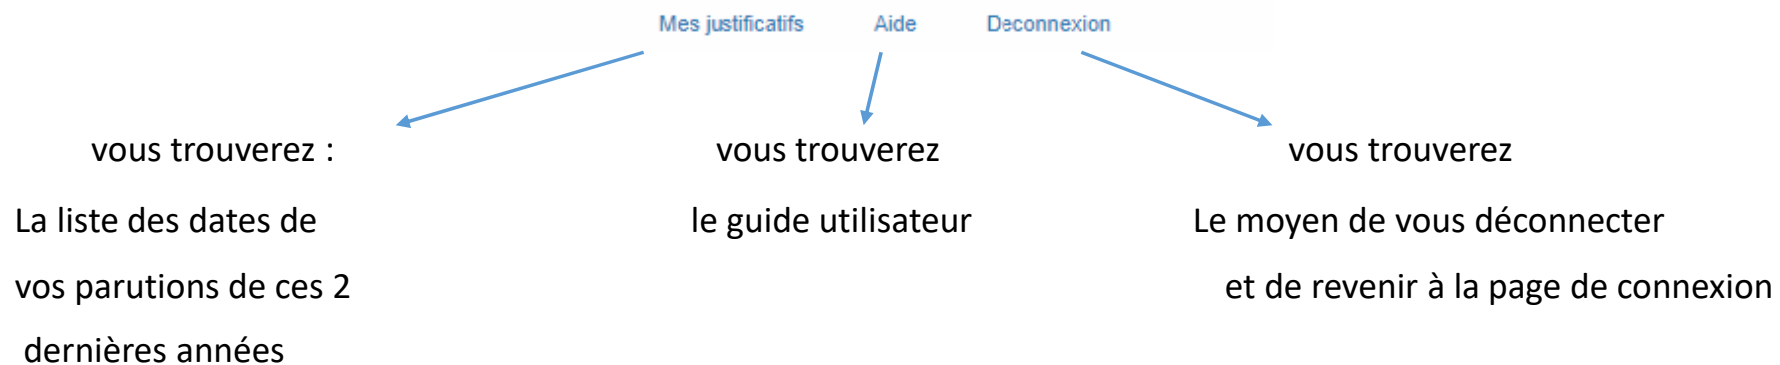 Mes justificatifs Aide Deconnexion
vous trouverez :
La liste des dates de
vos parutions de ces 2
dernières années
vous trouverez
le guide utilisateur
vous trouverez
Le moyen de vous déconnecter
et de revenir à la page de connexion